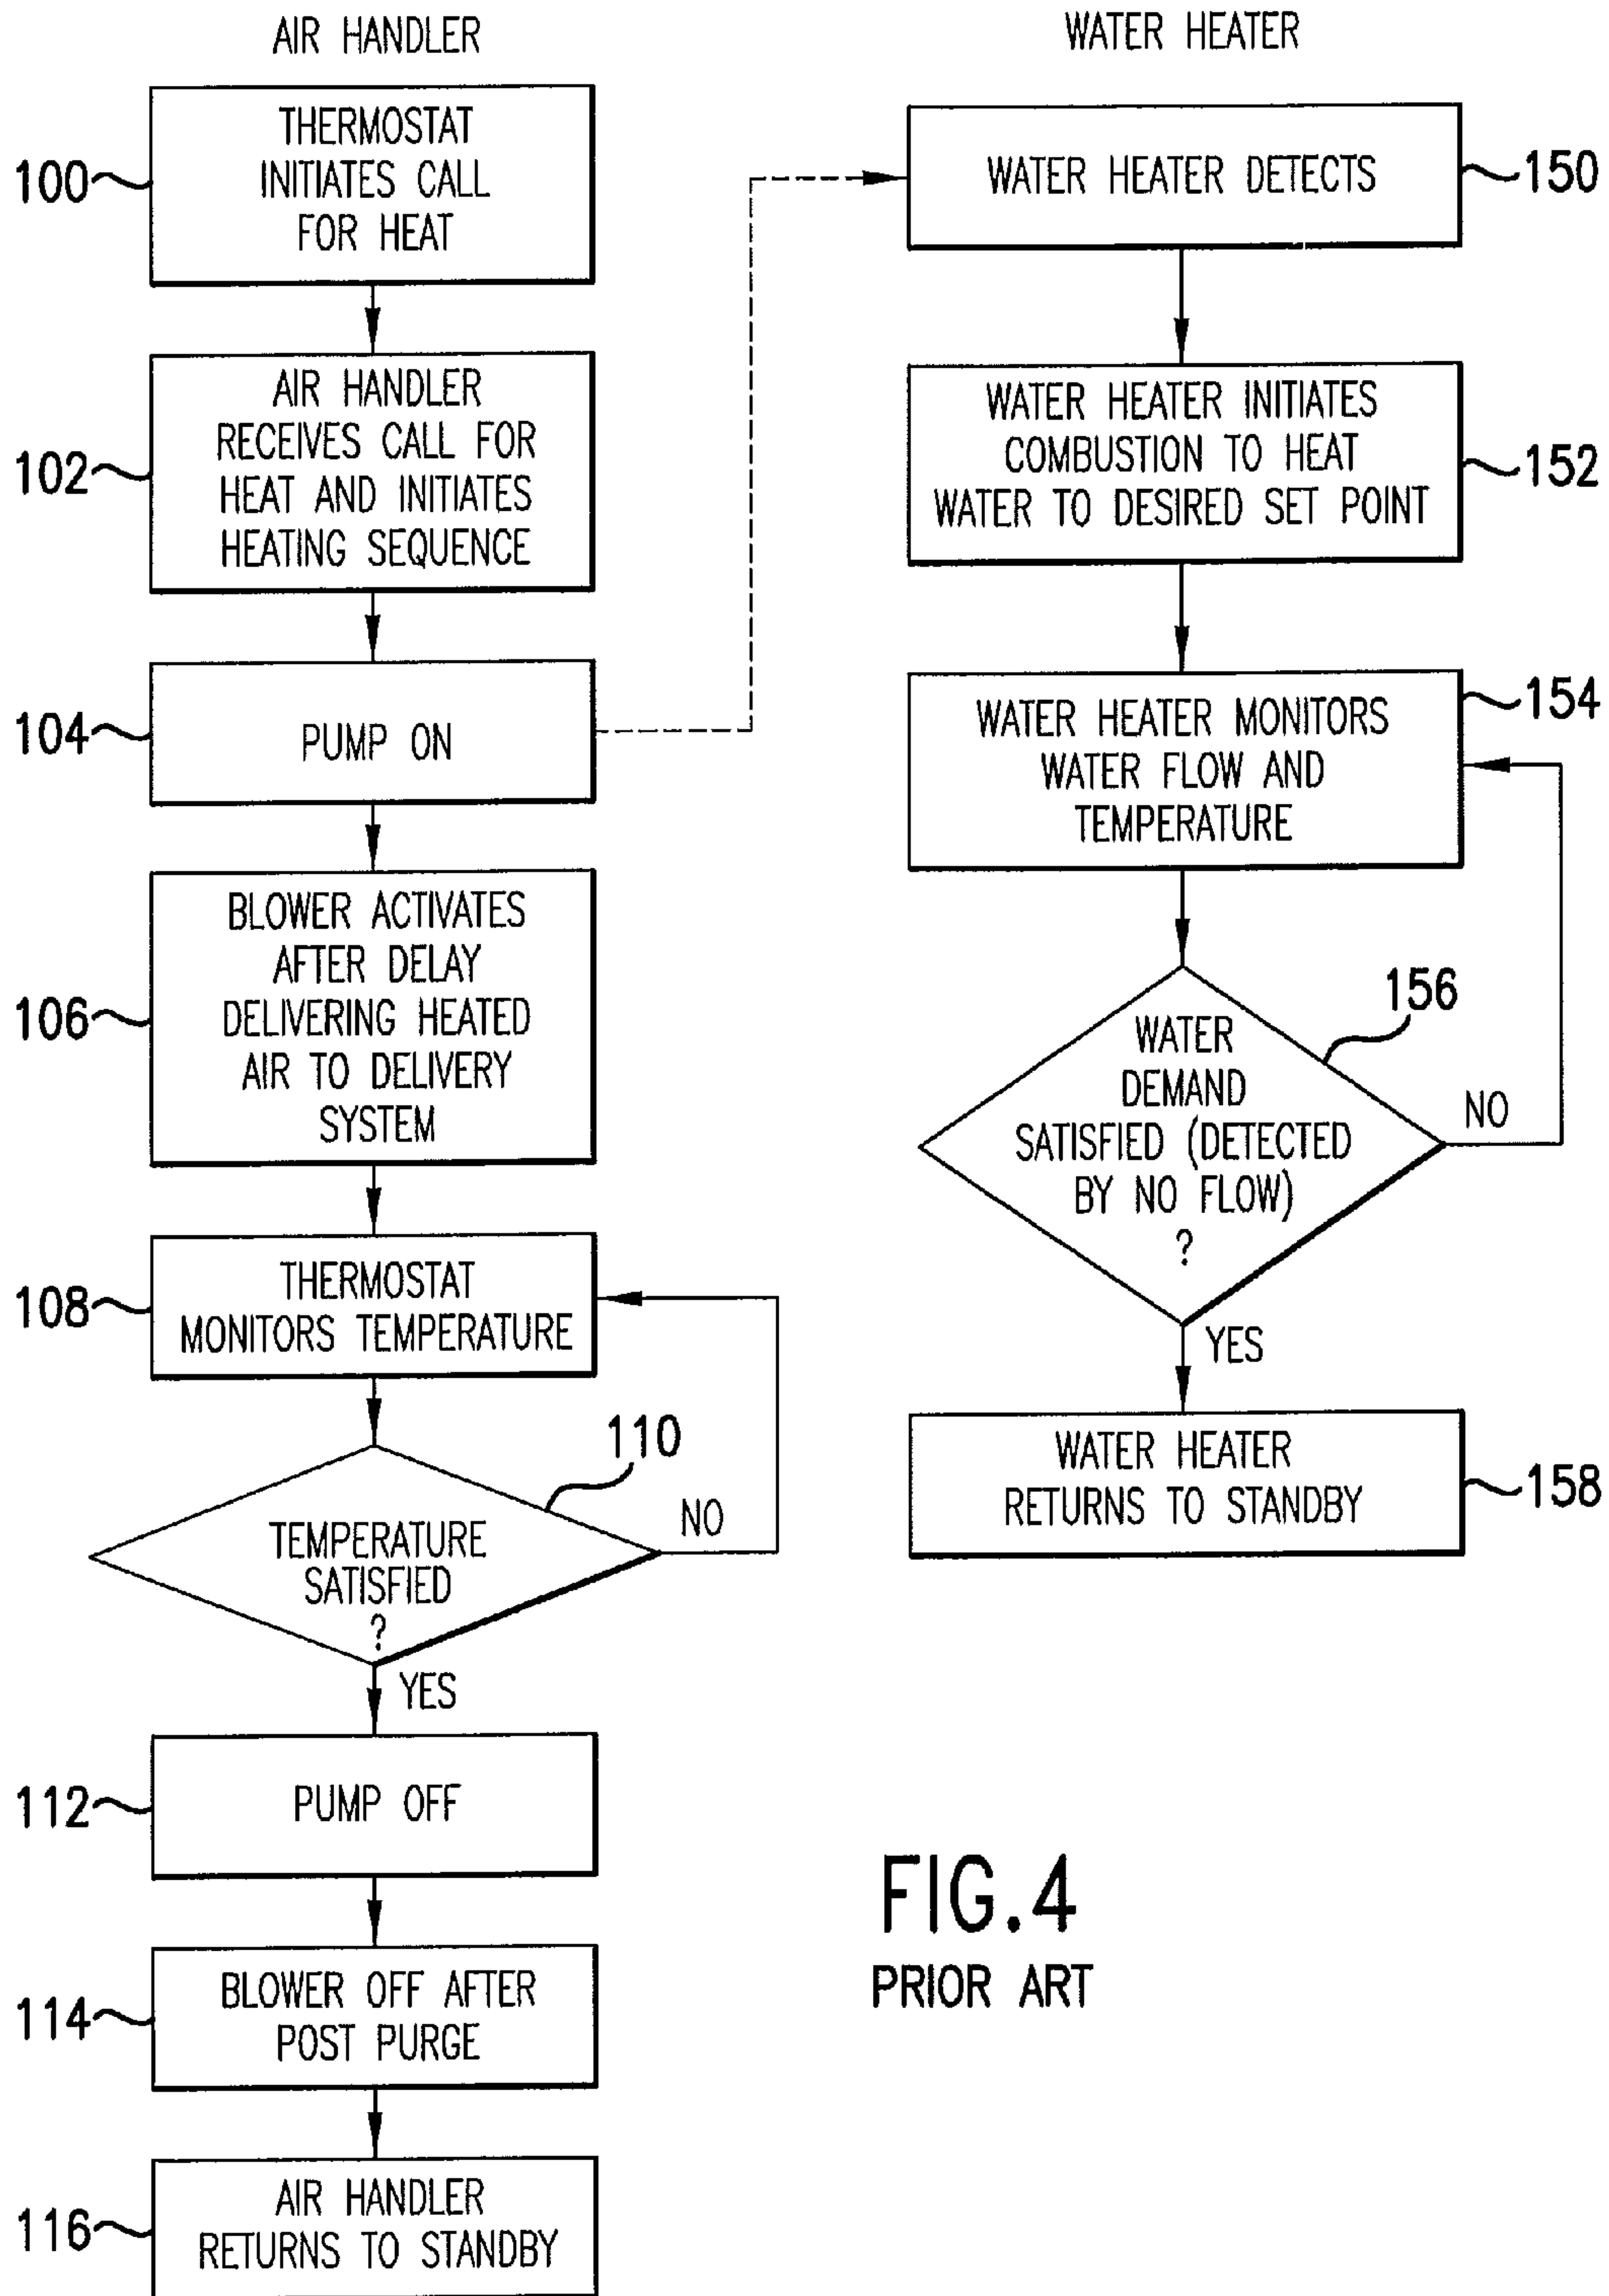 AIR HANDLER
100
THERMOSTAT
INITIATES CALL
FOR HEAT
102
AIR HANDLER
RECEIVES CALL FOR
HEAT AND INITIATES
HEATING SEQUENCE
104
PUMP ON
106
BLOWER ACTIVATES
AFTER DELAY
DELIVERING HEATED
AIR TO DELIVERY
SYSTEM
108
THERMOSTAT
MONITORS TEMPERATURE
110
TEMPERATURE
SATISFIED
?
NO
YES
112
PUMP OFF
114
BLOWER OFF AFTER
POST PURGE
116
AIR HANDLER
RETURNS TO STANDBY
WATER HEATER
WATER HEATER DETECTS
150
WATER HEATER INITIATES
COMBUSTION TO HEAT
WATER TO DESIRED SET POINT
152
WATER HEATER MONITORS
WATER FLOW AND
TEMPERATURE
154
156
WATER
DEMAND
SATISFIED (DETECTED
BY NO FLOW)
?
NO
YES
WATER HEATER
RETURNS TO STANDBY
158
FIG.4
PRIOR ART